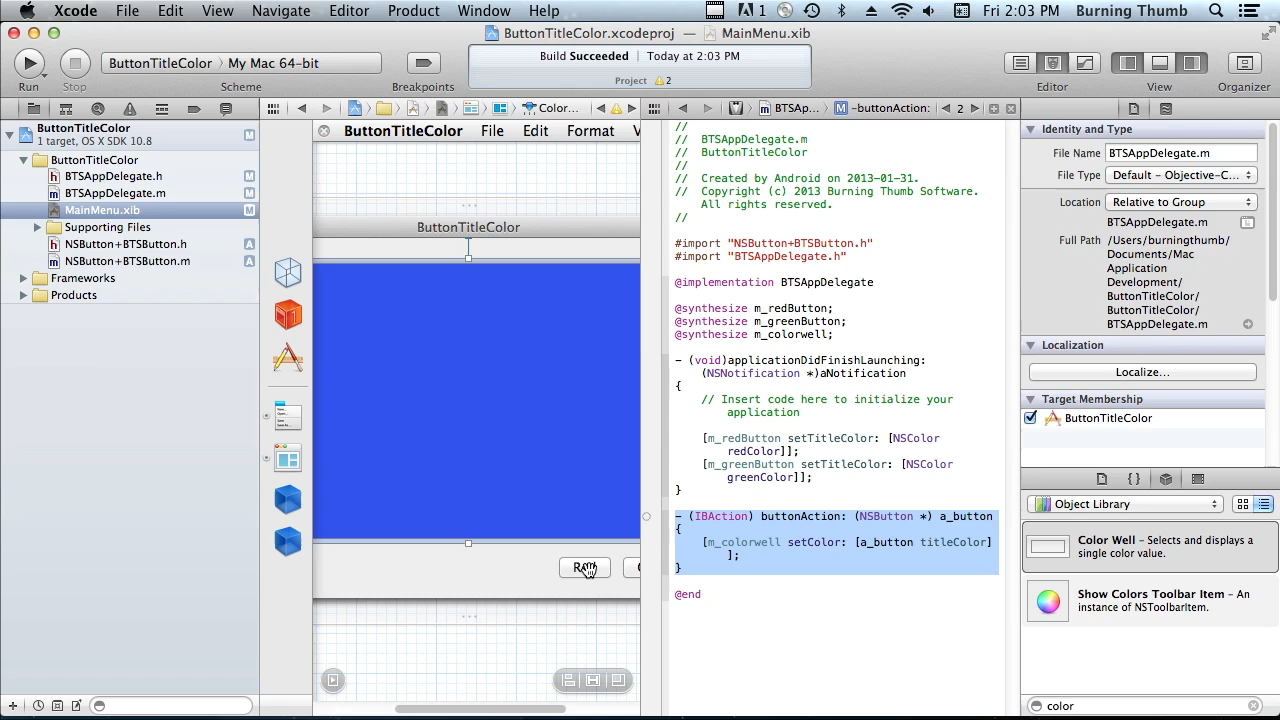 Xcode File Edit View Navigate Editor Product Window Help 1 Fri 2:03 PM Burning Thumb
ButtonTitleColor.xcodeproj — MainMenu.xib
ButtonTitleColor My Mac 64-bit
Build Succeeded Today at 2:03 PM
Project 2
Run Stop Scheme Breakpoints Editor View Organizer
Color... BTSAp... M -buttonAction: 2
ButtonTitleColor M
1 target, OS X SDK 10.8
ButtonTitleColor
h BTSAppDelegate.h M
m BTSAppDelegate.m M
MainMenu.xib M
Supporting Files
h NSButton+BTSButton.h A
m NSButton+BTSButton.m A
Frameworks
Products
ButtonTitleColor File Edit Format
ButtonTitleColor
//
// BTSAppDelegate.m
// ButtonTitleColor
//
// Created by Android on 2013-01-31.
// Copyright (c) 2013 Burning Thumb Software.
All rights reserved.
//
#import "NSButton+BTSButton.h"
#import "BTSAppDelegate.h"
@implementation BTSAppDelegate
@synthesize m_redButton;
@synthesize m_greenButton;
@synthesize m_colorwell;
- (void)applicationDidFinishLaunching:
(NSNotification *)aNotification
{
// Insert code here to initialize your
application
[m_redButton setTitleColor: [NSColor
redColor]];
[m_greenButton setTitleColor: [NSColor
greenColor]];
}
- (IBAction) buttonAction: (NSButton *) a_button
{
[m_colorwell setColor: [a_button titleColor]
];
}
@end
Identity and Type
File Name BTSAppDelegate.m
File Type Default - Objective-C...
Location Relative to Group
BTSAppDelegate.m
Full Path /Users/burningthumb/
Documents/Mac
Application
Development/
ButtonTitleColor/
ButtonTitleColor/
BTSAppDelegate.m
Localization
Localize...
Target Membership
ButtonTitleColor
{ }
Object Library
Color Well - Selects and displays a
single color value.
Show Colors Toolbar Item - An
instance of NSToolbarItem.
color